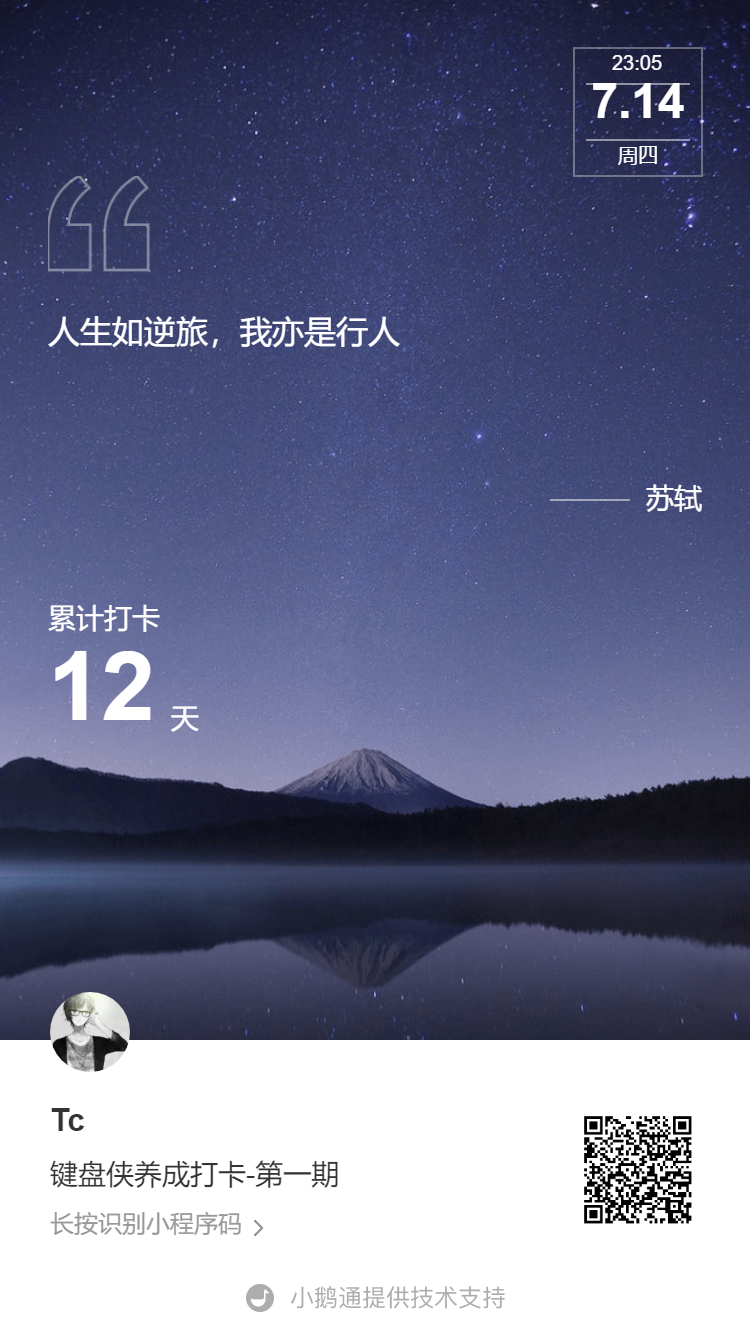 23:05
7.14
周四
人生如逆旅，我亦是行人
苏轼
累计打卡
12 天
Tc
键盘侠养成打卡-第一期
长按识别小程序码
小鹅通提供技术支持